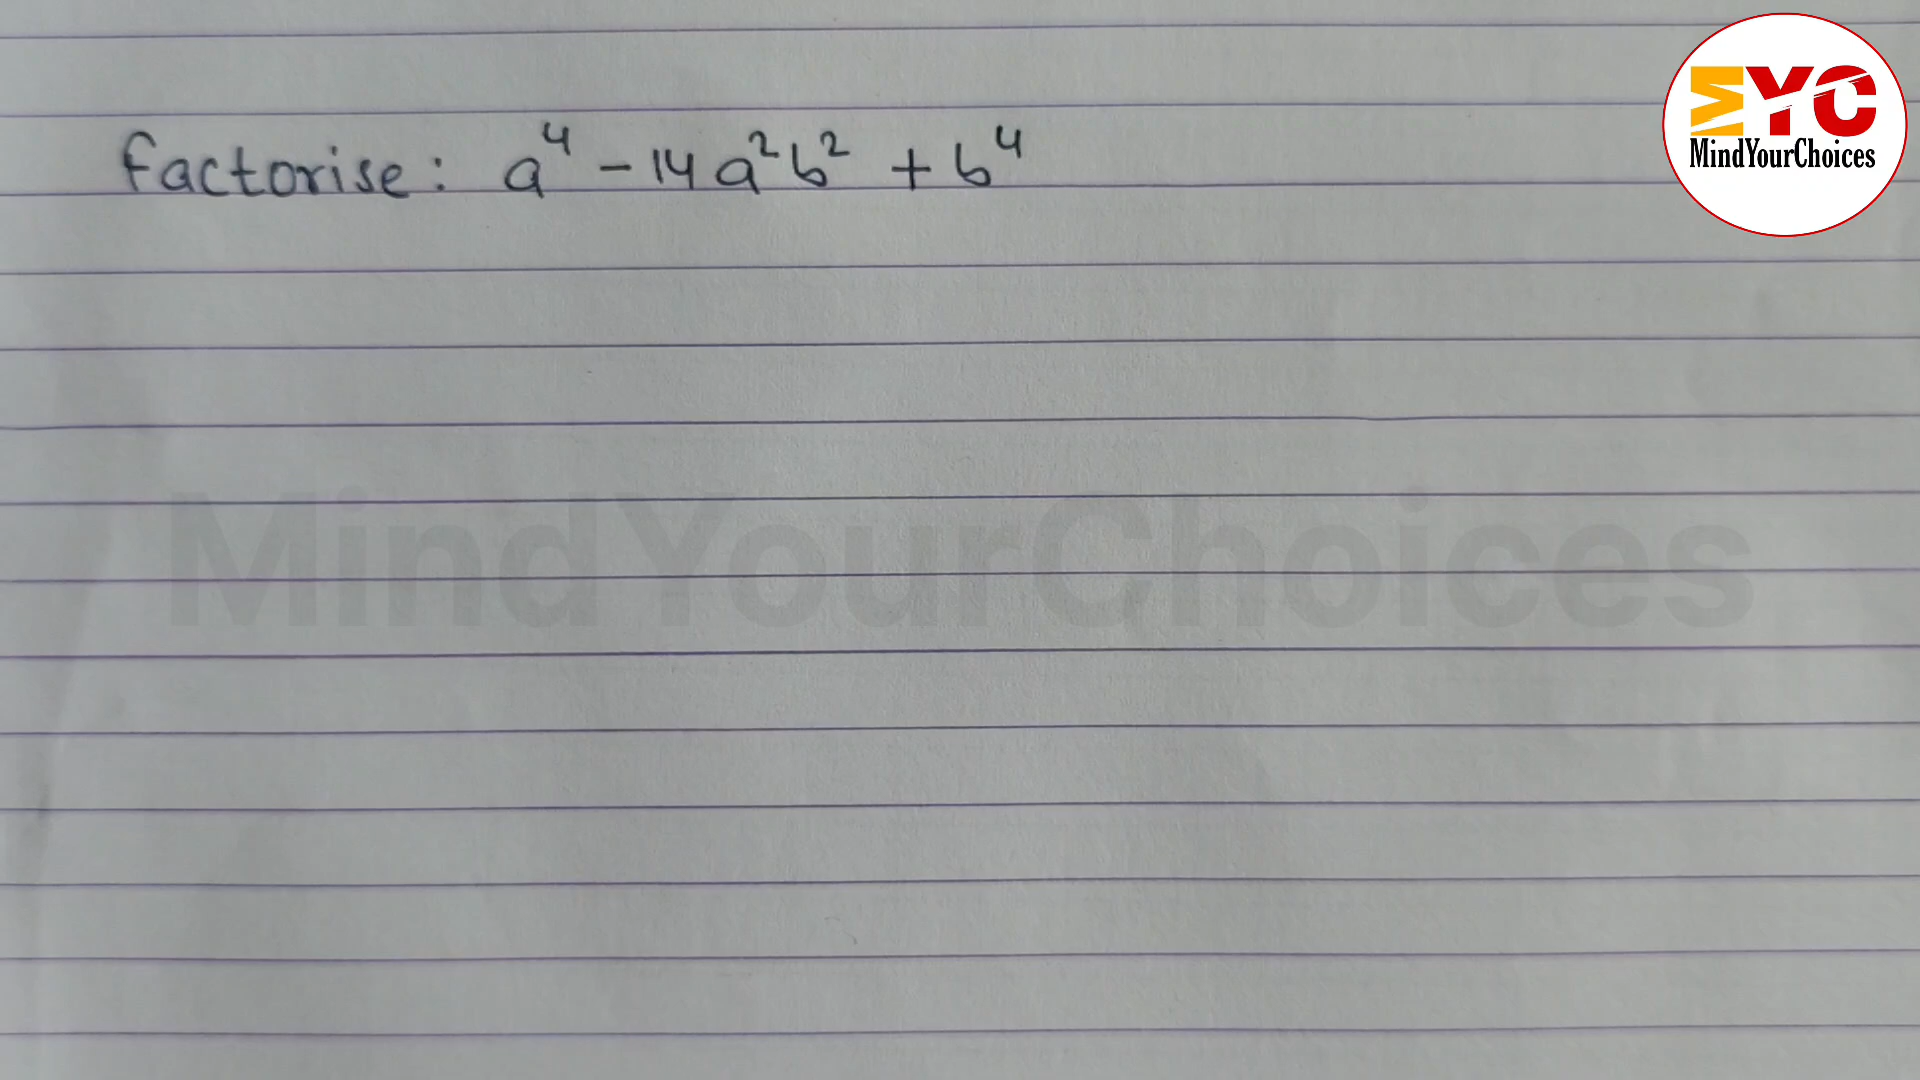 factorise: a⁴ - 14a²b² + b⁴
MYC
MindYourChoices
MindYourChoices